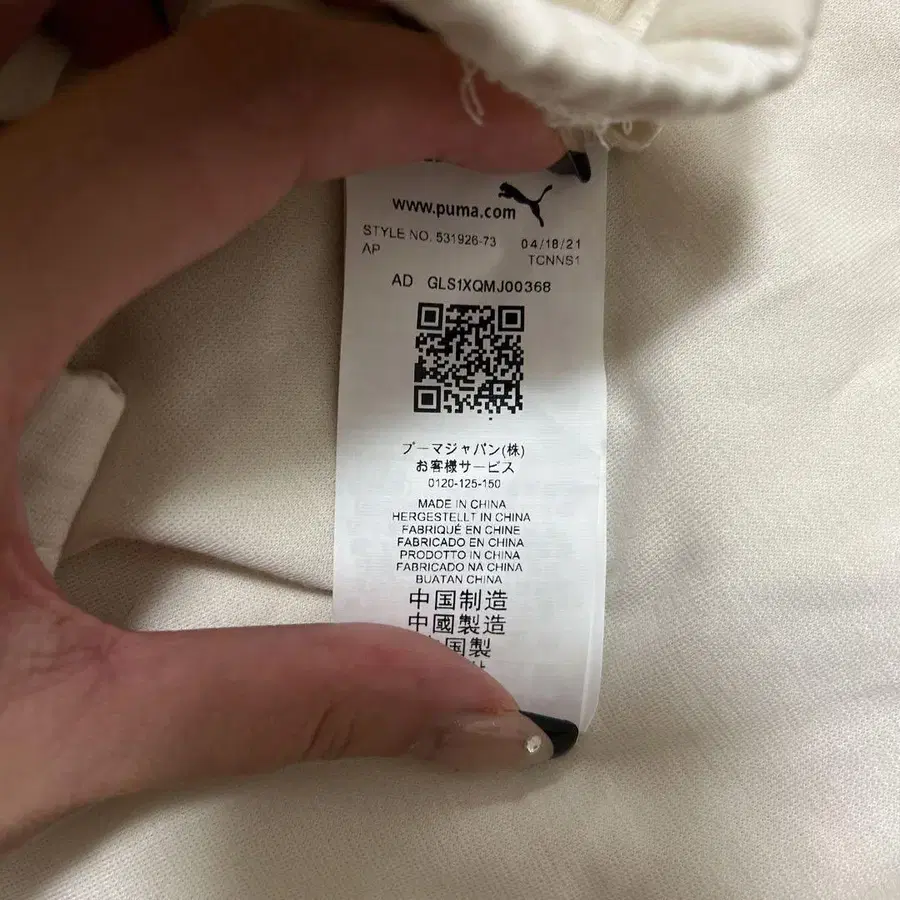 www.puma.com
STYLE NO. 531926-73 04/18/21
AP TCNNS1
AD GLS1XQMJ00368
プーマジャパン(株)
お客様サービス
0120-125-150
MADE IN CHINA
HERGESTELLT IN CHINA
FABRIQUÉ EN CHINE
FABRICADO EN CHINA
PRODOTTO IN CHINA
FABRICADO NA CHINA
BUATAN CHINA
中国制造
中國製造
国製